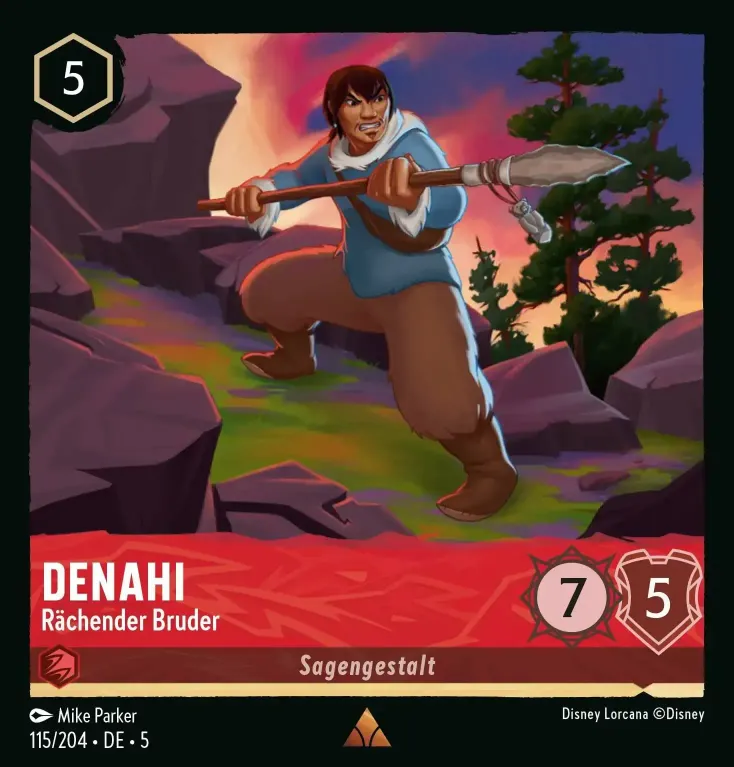 5
DENAHI
Rächender Bruder
7
5
Sagengestalt
Mike Parker
Disney Lorcana ©Disney
115/204 • DE • 5